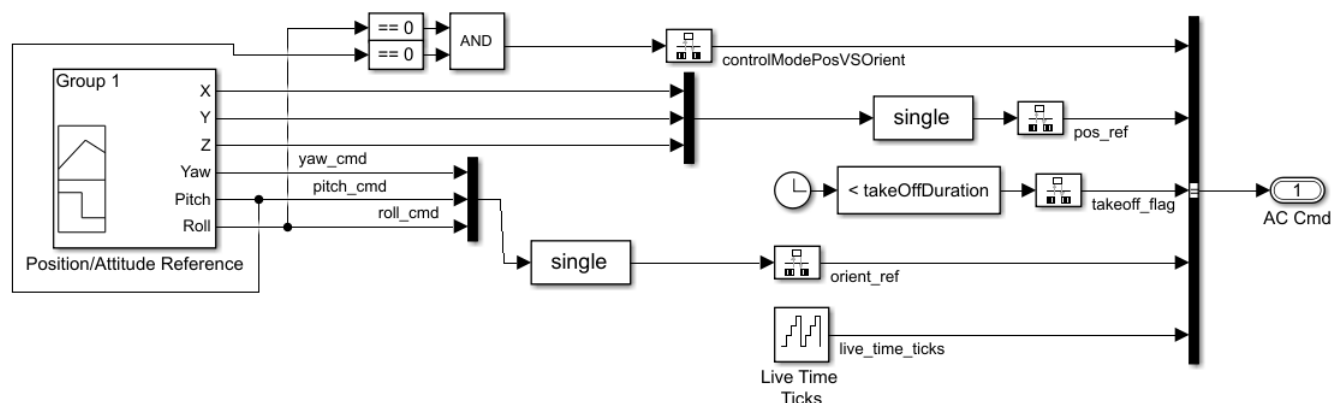 == 0
== 0
AND
controlModePosVSOrient
Group 1
X
Y
Z
Yaw
Pitch
Roll
yaw_cmd
pitch_cmd
roll_cmd
Position/Attitude Reference
single
pos_ref
< takeOffDuration
takeoff_flag
1
AC Cmd
single
orient_ref
live_time_ticks
Live Time
Ticks